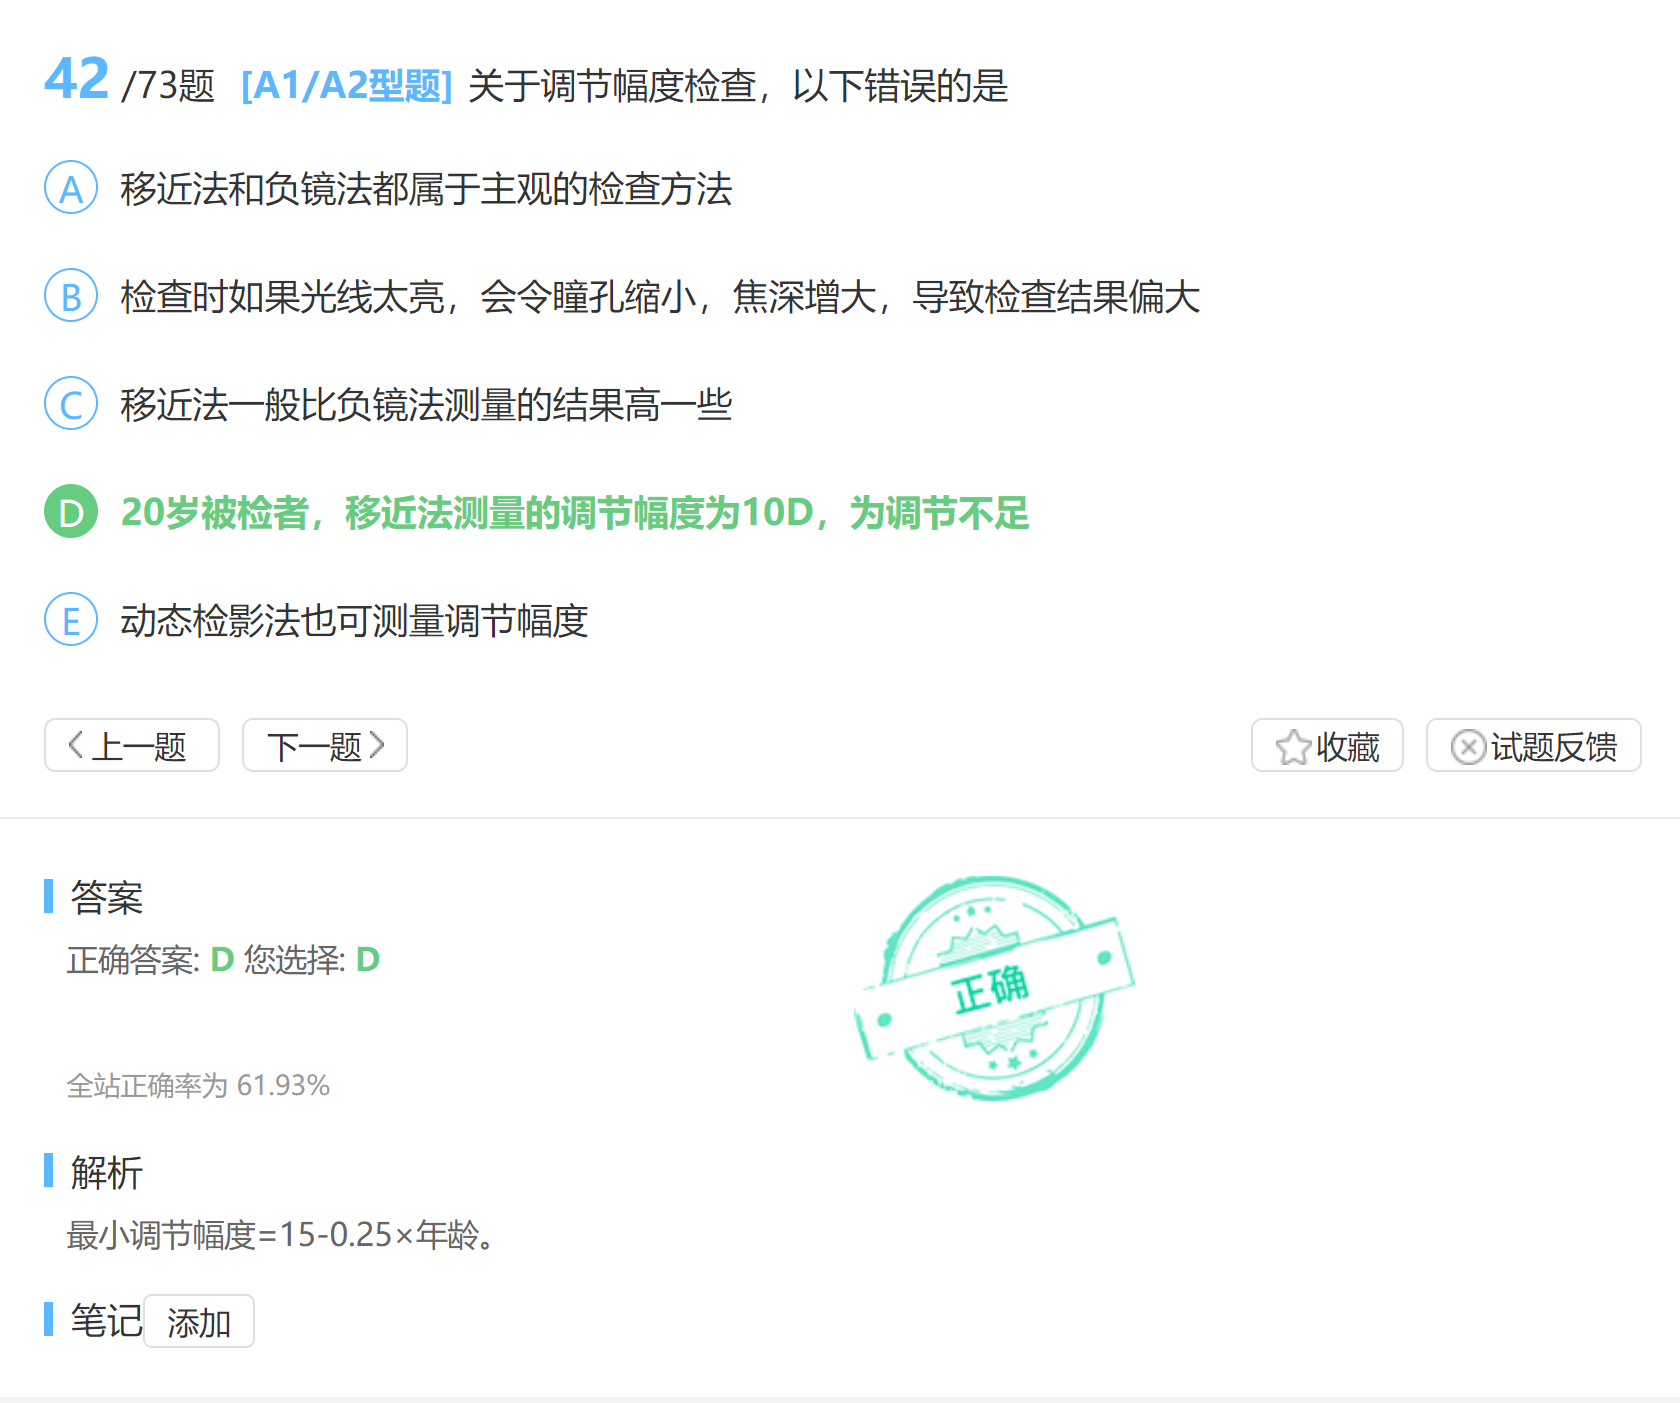 42 /73题 [A1/A2型题] 关于调节幅度检查，以下错误的是
A 移近法和负镜法都属于主观的检查方法
B 检查时如果光线太亮，会令瞳孔缩小，焦深增大，导致检查结果偏大
C 移近法一般比负镜法测量的结果高一些
D 20岁被检者，移近法测量的调节幅度为10D，为调节不足
E 动态检影法也可测量调节幅度
上一题 下一题 收藏 试题反馈
答案
正确答案: D 您选择: D
正确
全站正确率为 61.93%
解析
最小调节幅度=15-0.25×年龄。
笔记 添加